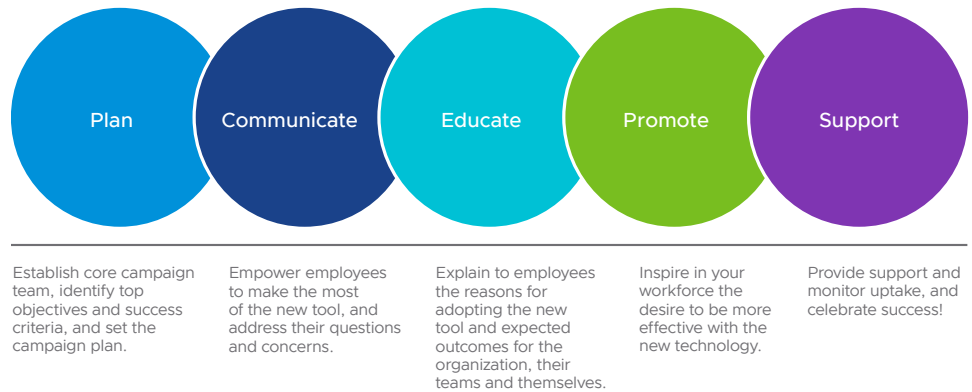 Plan
Communicate
Educate
Promote
Support
Establish core campaign
team, identify top
objectives and success
criteria, and set the
campaign plan.
Empower employees
to make the most
of the new tool, and
address their questions
and concerns.
Explain to employees
the reasons for
adopting the new
tool and expected
outcomes for the
organization, their
teams and themselves.
Inspire in your
workforce the
desire to be more
effective with the
new technology.
Provide support and
monitor uptake, and
celebrate success!